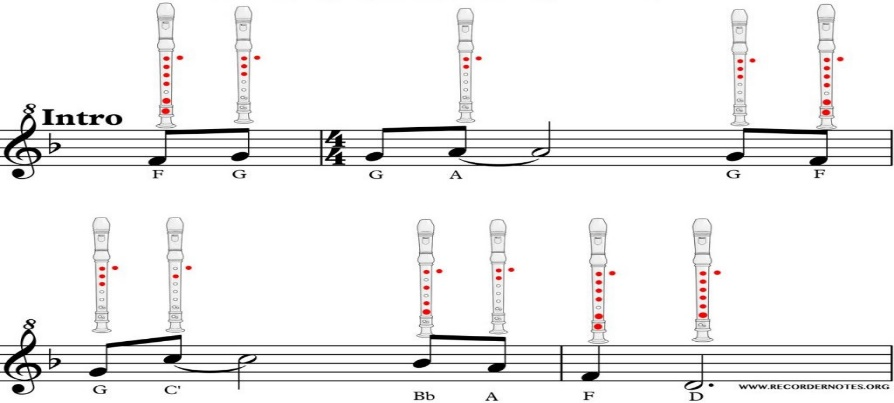 8
Intro
4
4
F G G A G F
8
G C' Bb A F D
WWW.RECORDERNOTES.ORG